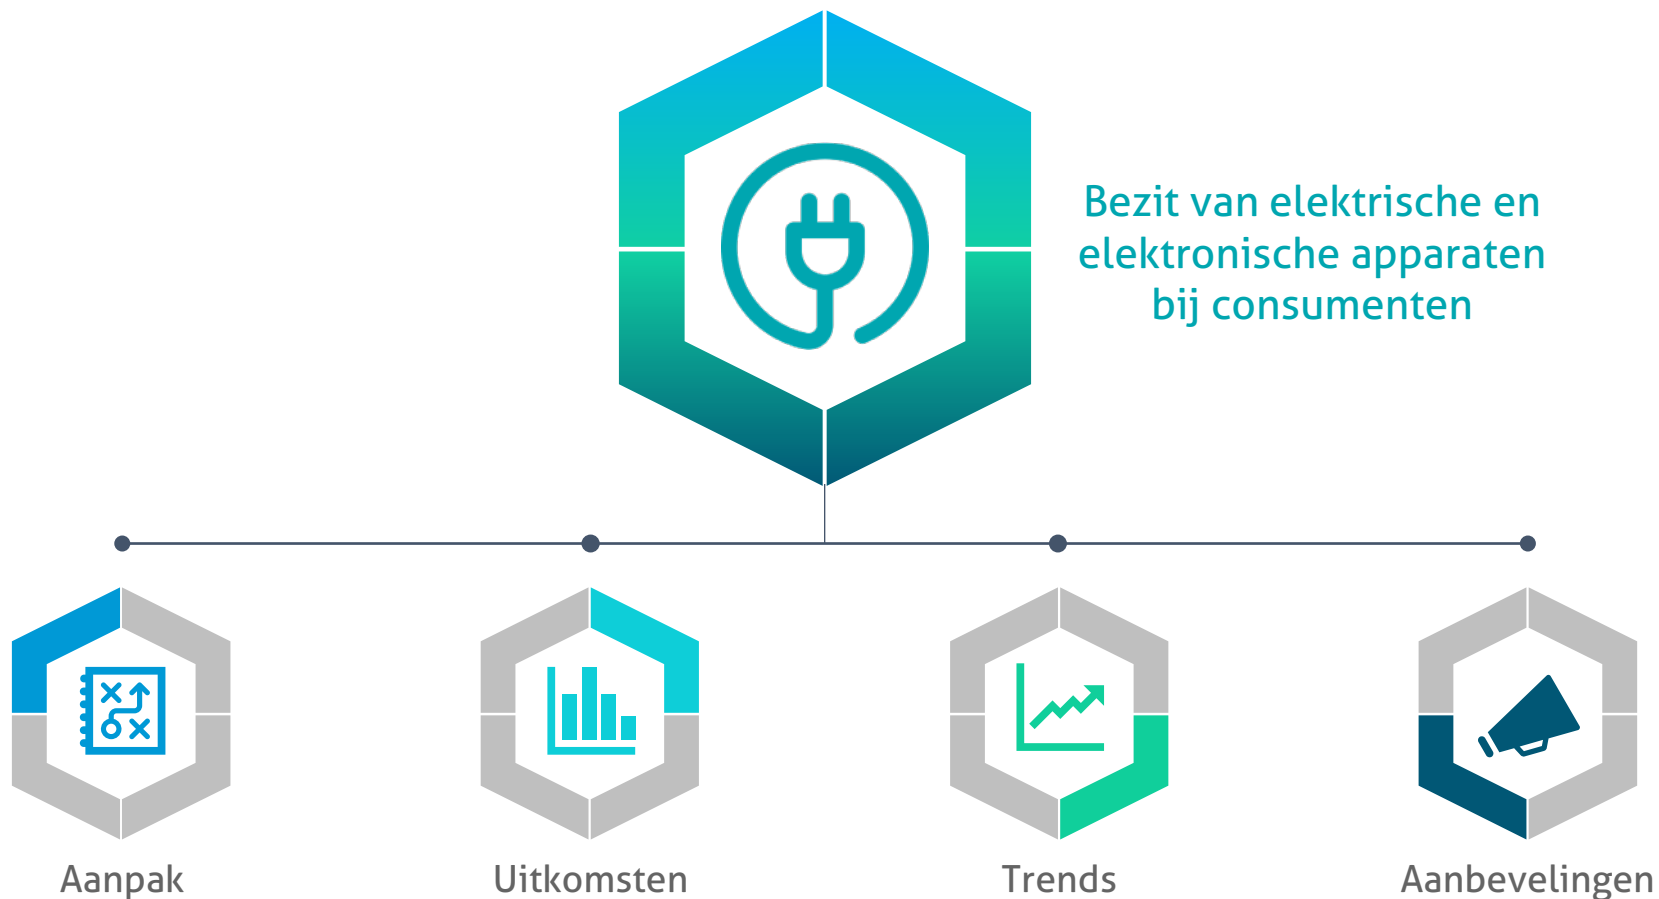 Bezit van elektrische en
elektronische apparaten
bij consumenten
Aanpak
Uitkomsten
Trends
Aanbevelingen